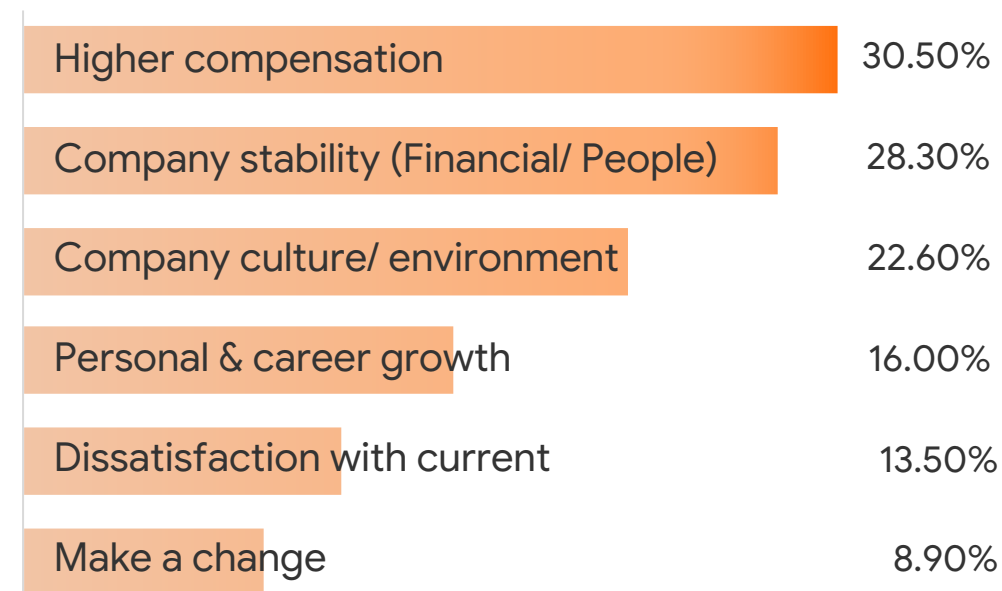 Higher compensation 30.50%
Company stability (Financial/ People) 28.30%
Company culture/ environment 22.60%
Personal & career growth 16.00%
Dissatisfaction with current 13.50%
Make a change 8.90%